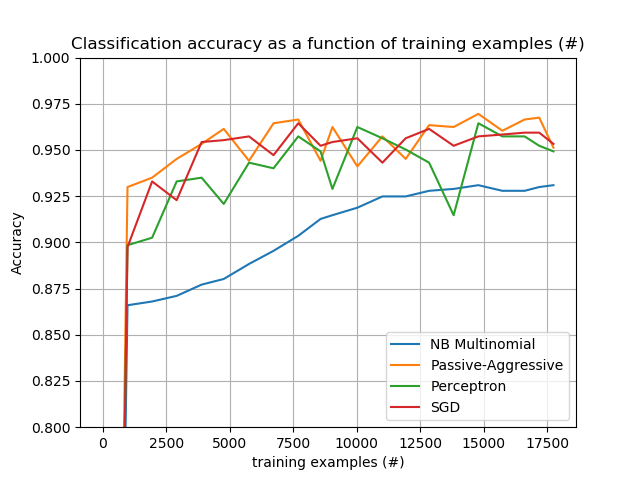 Classification accuracy as a function of training examples (#)
1.000
0.975
0.950
0.925
0.900
0.875
0.850
0.825
0.800
Accuracy
NB Multinomial
Passive-Aggressive
Perceptron
SGD
0 2500 5000 7500 10000 12500 15000 17500
training examples (#)